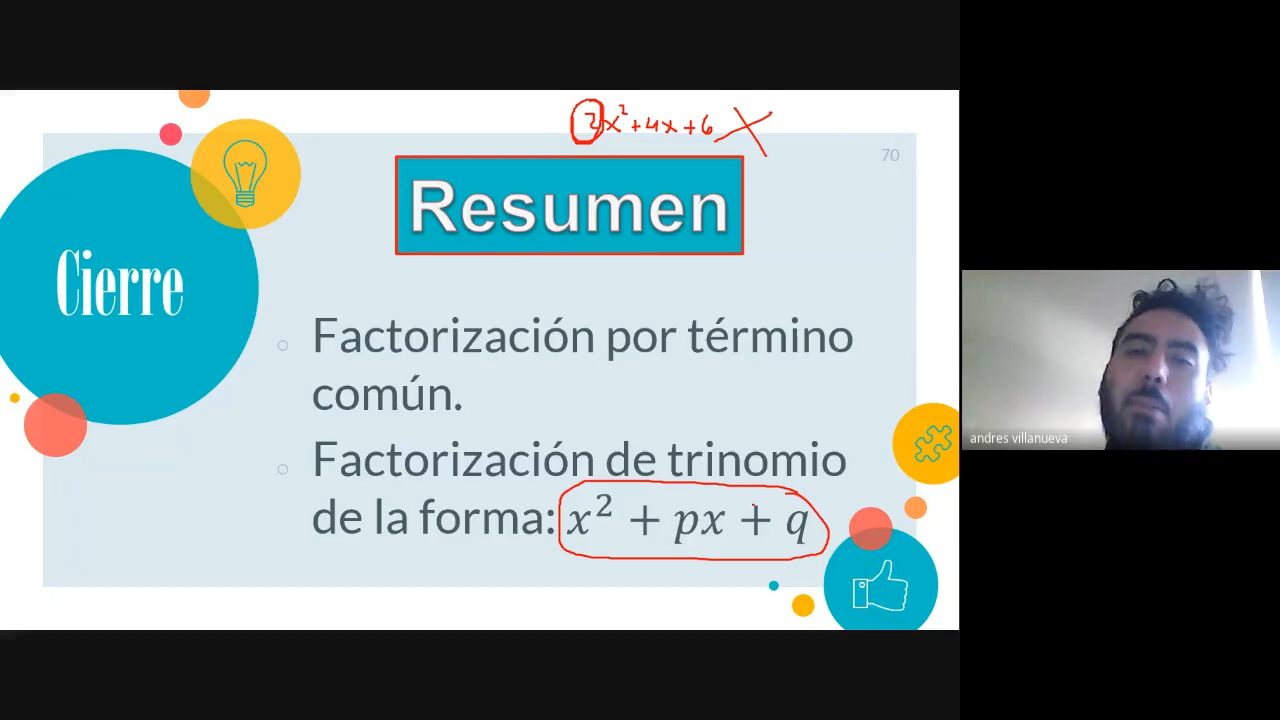 2x²+4x+6
70
Resumen
Cierre
Factorización por término
común.
Factorización de trinomio
de la forma: x² + px + q
andres villanueva